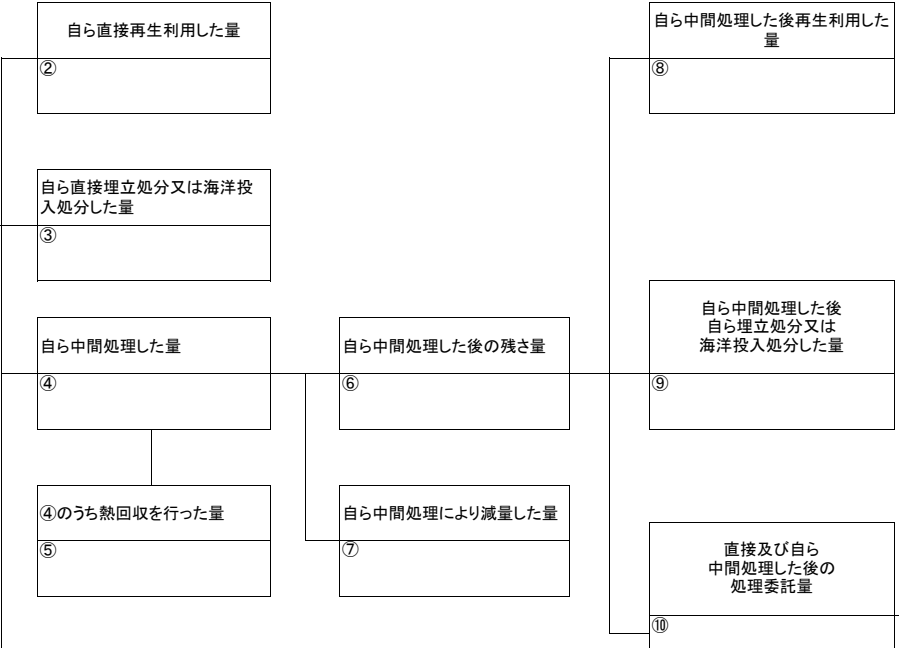 自ら直接再生利用した量
②
自ら直接埋立処分又は海洋投
入処分した量
③
自ら中間処理した量
④
④のうち熱回収を行った量
⑤
自ら中間処理した後の残さ量
⑥
自ら中間処理により減量した量
⑦
自ら中間処理した後再生利用した
量
⑧
自ら中間処理した後
自ら埋立処分又は
海洋投入処分した量
⑨
直接及び自ら
中間処理した後の
処理委託量
⑩